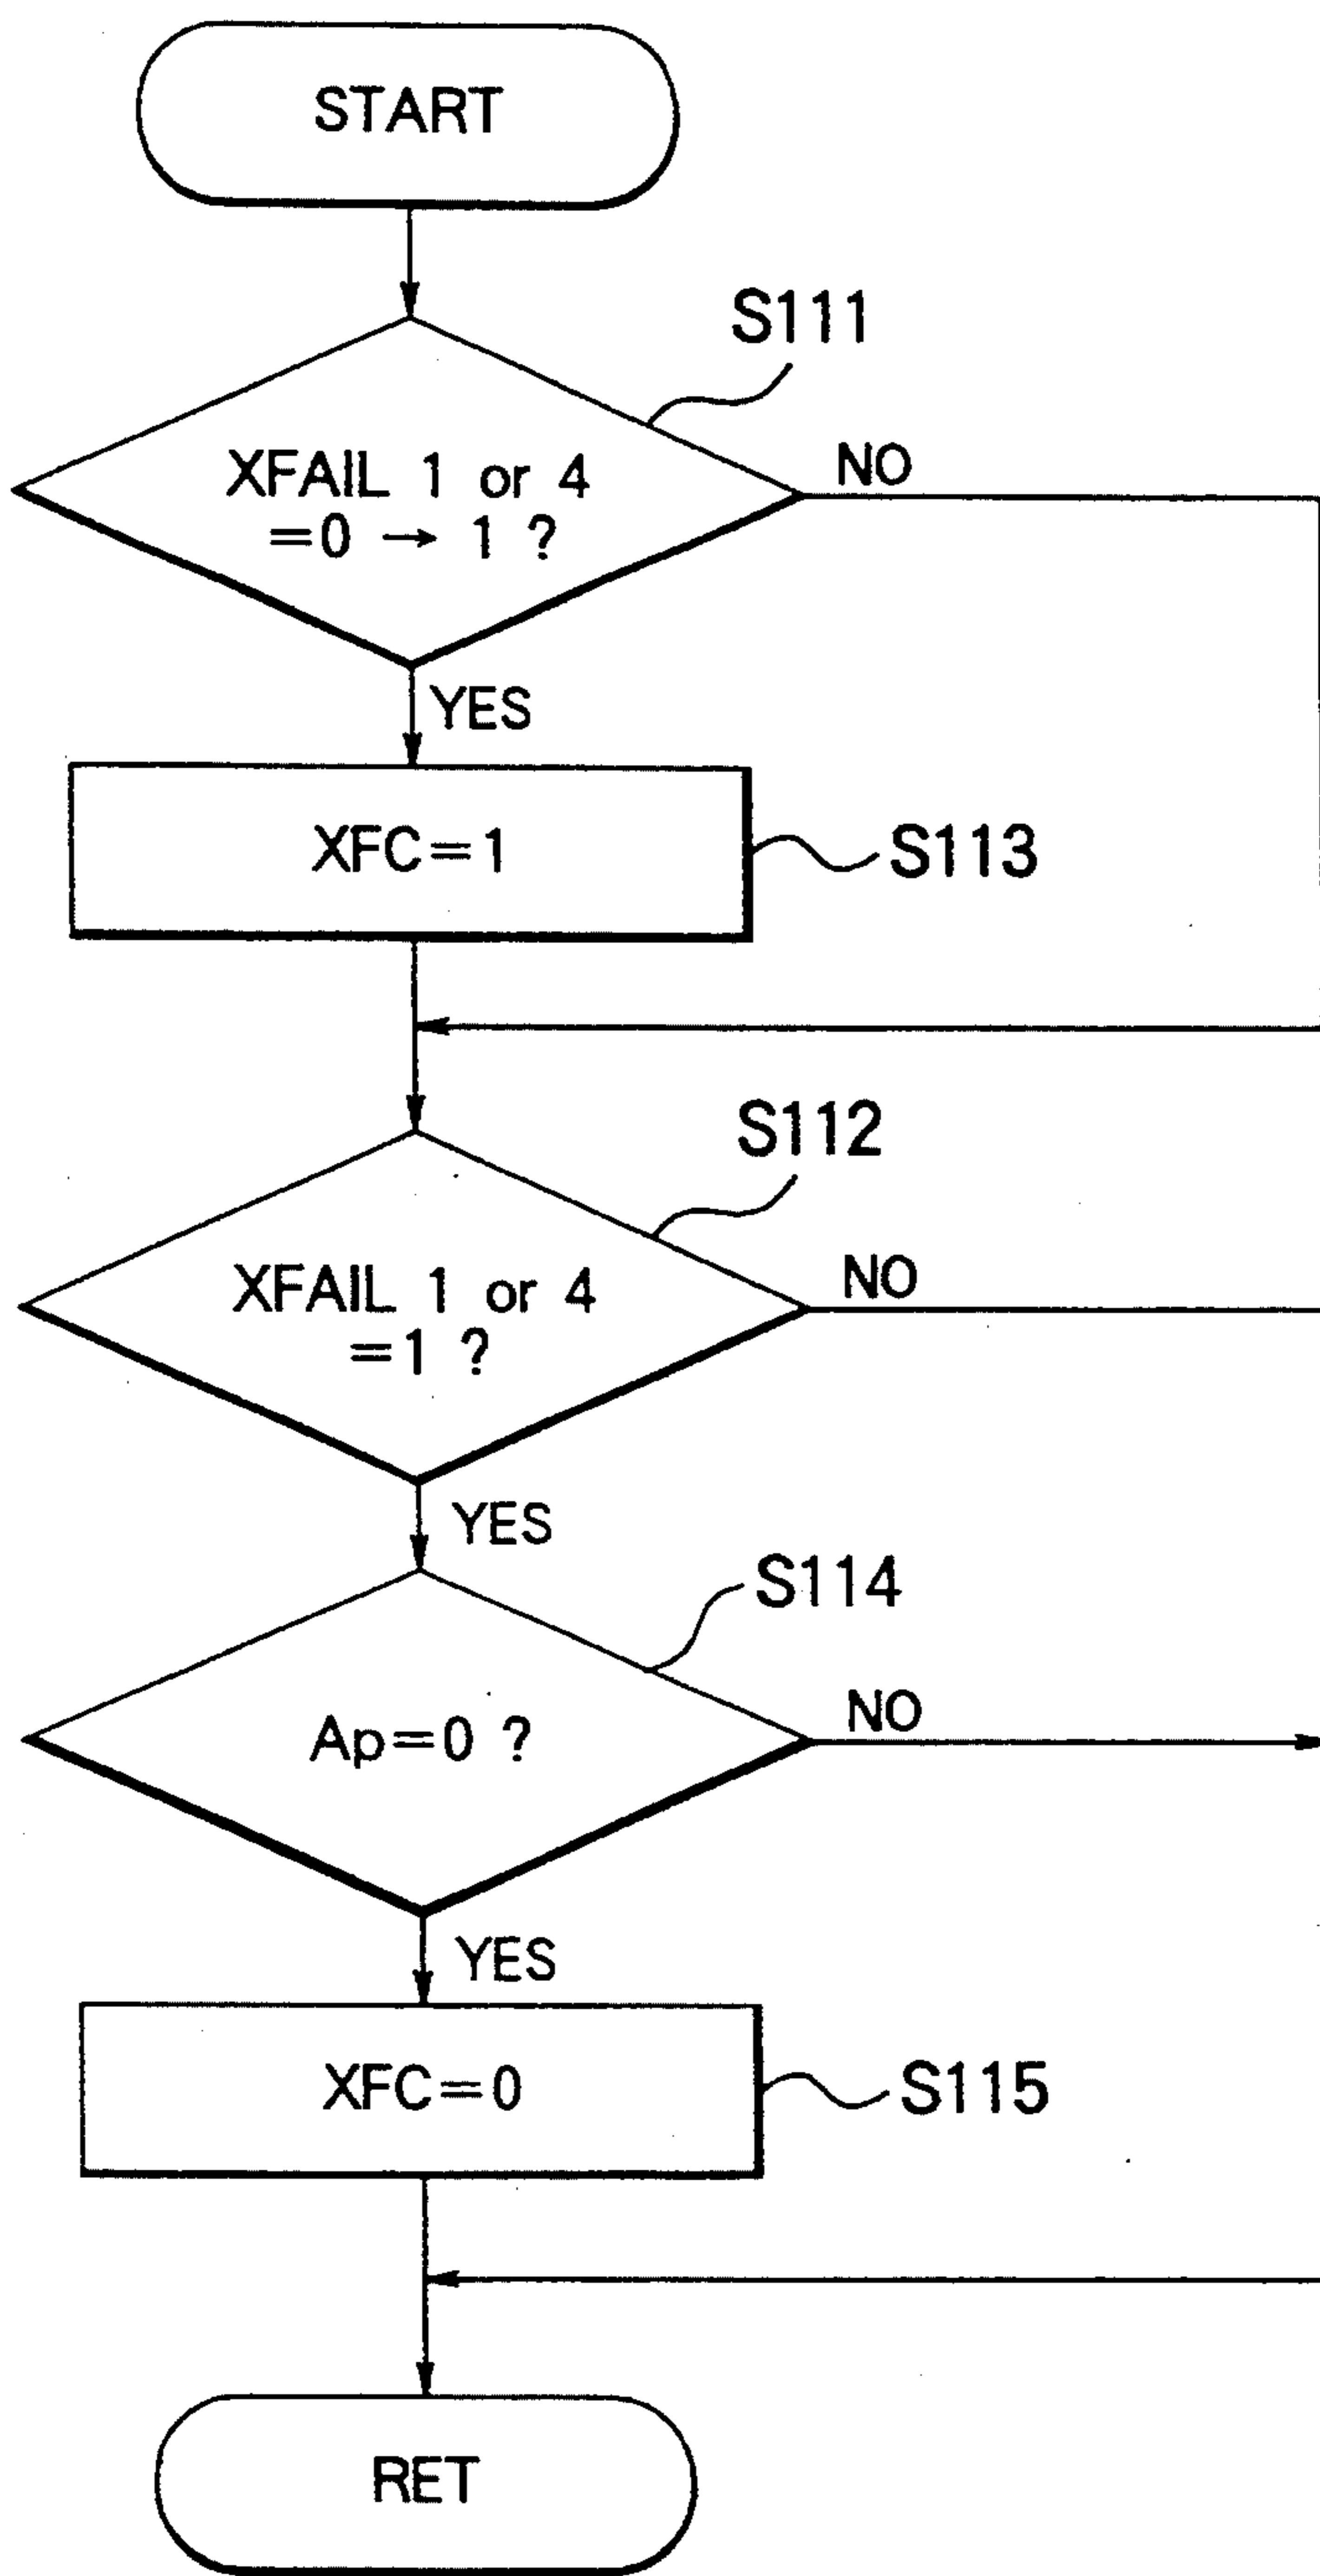 START
S111
XFAIL 1 or 4
=0 → 1 ?
NO
YES
XFC=1
S113
S112
XFAIL 1 or 4
=1 ?
NO
YES
S114
Ap=0 ?
NO
YES
XFC=0
S115
RET